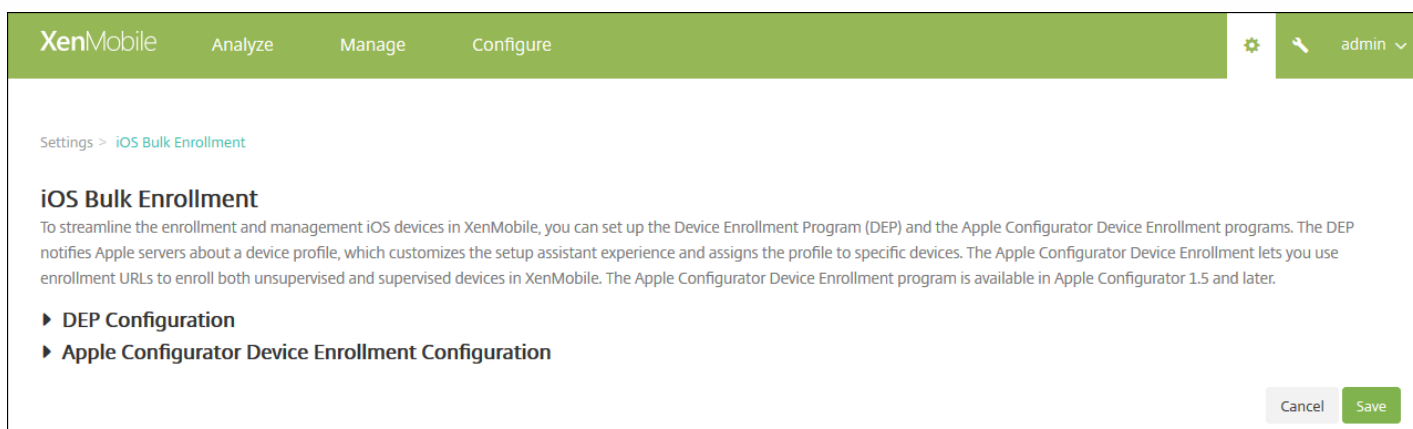 XenMobile Analyze Manage Configure admin
Settings > iOS Bulk Enrollment
iOS Bulk Enrollment
To streamline the enrollment and management iOS devices in XenMobile, you can set up the Device Enrollment Program (DEP) and the Apple Configurator Device Enrollment programs. The DEP
notifies Apple servers about a device profile, which customizes the setup assistant experience and assigns the profile to specific devices. The Apple Configurator Device Enrollment lets you use
enrollment URLs to enroll both unsupervised and supervised devices in XenMobile. The Apple Configurator Device Enrollment program is available in Apple Configurator 1.5 and later.
DEP Configuration
Apple Configurator Device Enrollment Configuration
Cancel Save